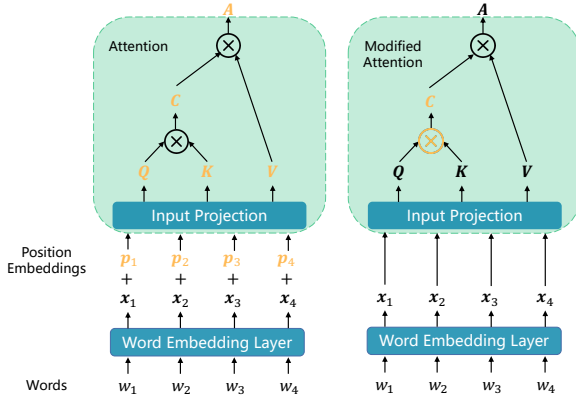 A
Attention
C
Q K V
Input Projection
Position Embeddings
p₁ p₂ p₃ p₄
+ + + +
x₁ x₂ x₃ x₄
Word Embedding Layer
Words
w₁ w₂ w₃ w₄
A
Modified
Attention
C
Q K V
Input Projection
x₁ x₂ x₃ x₄
Word Embedding Layer
w₁ w₂ w₃ w₄